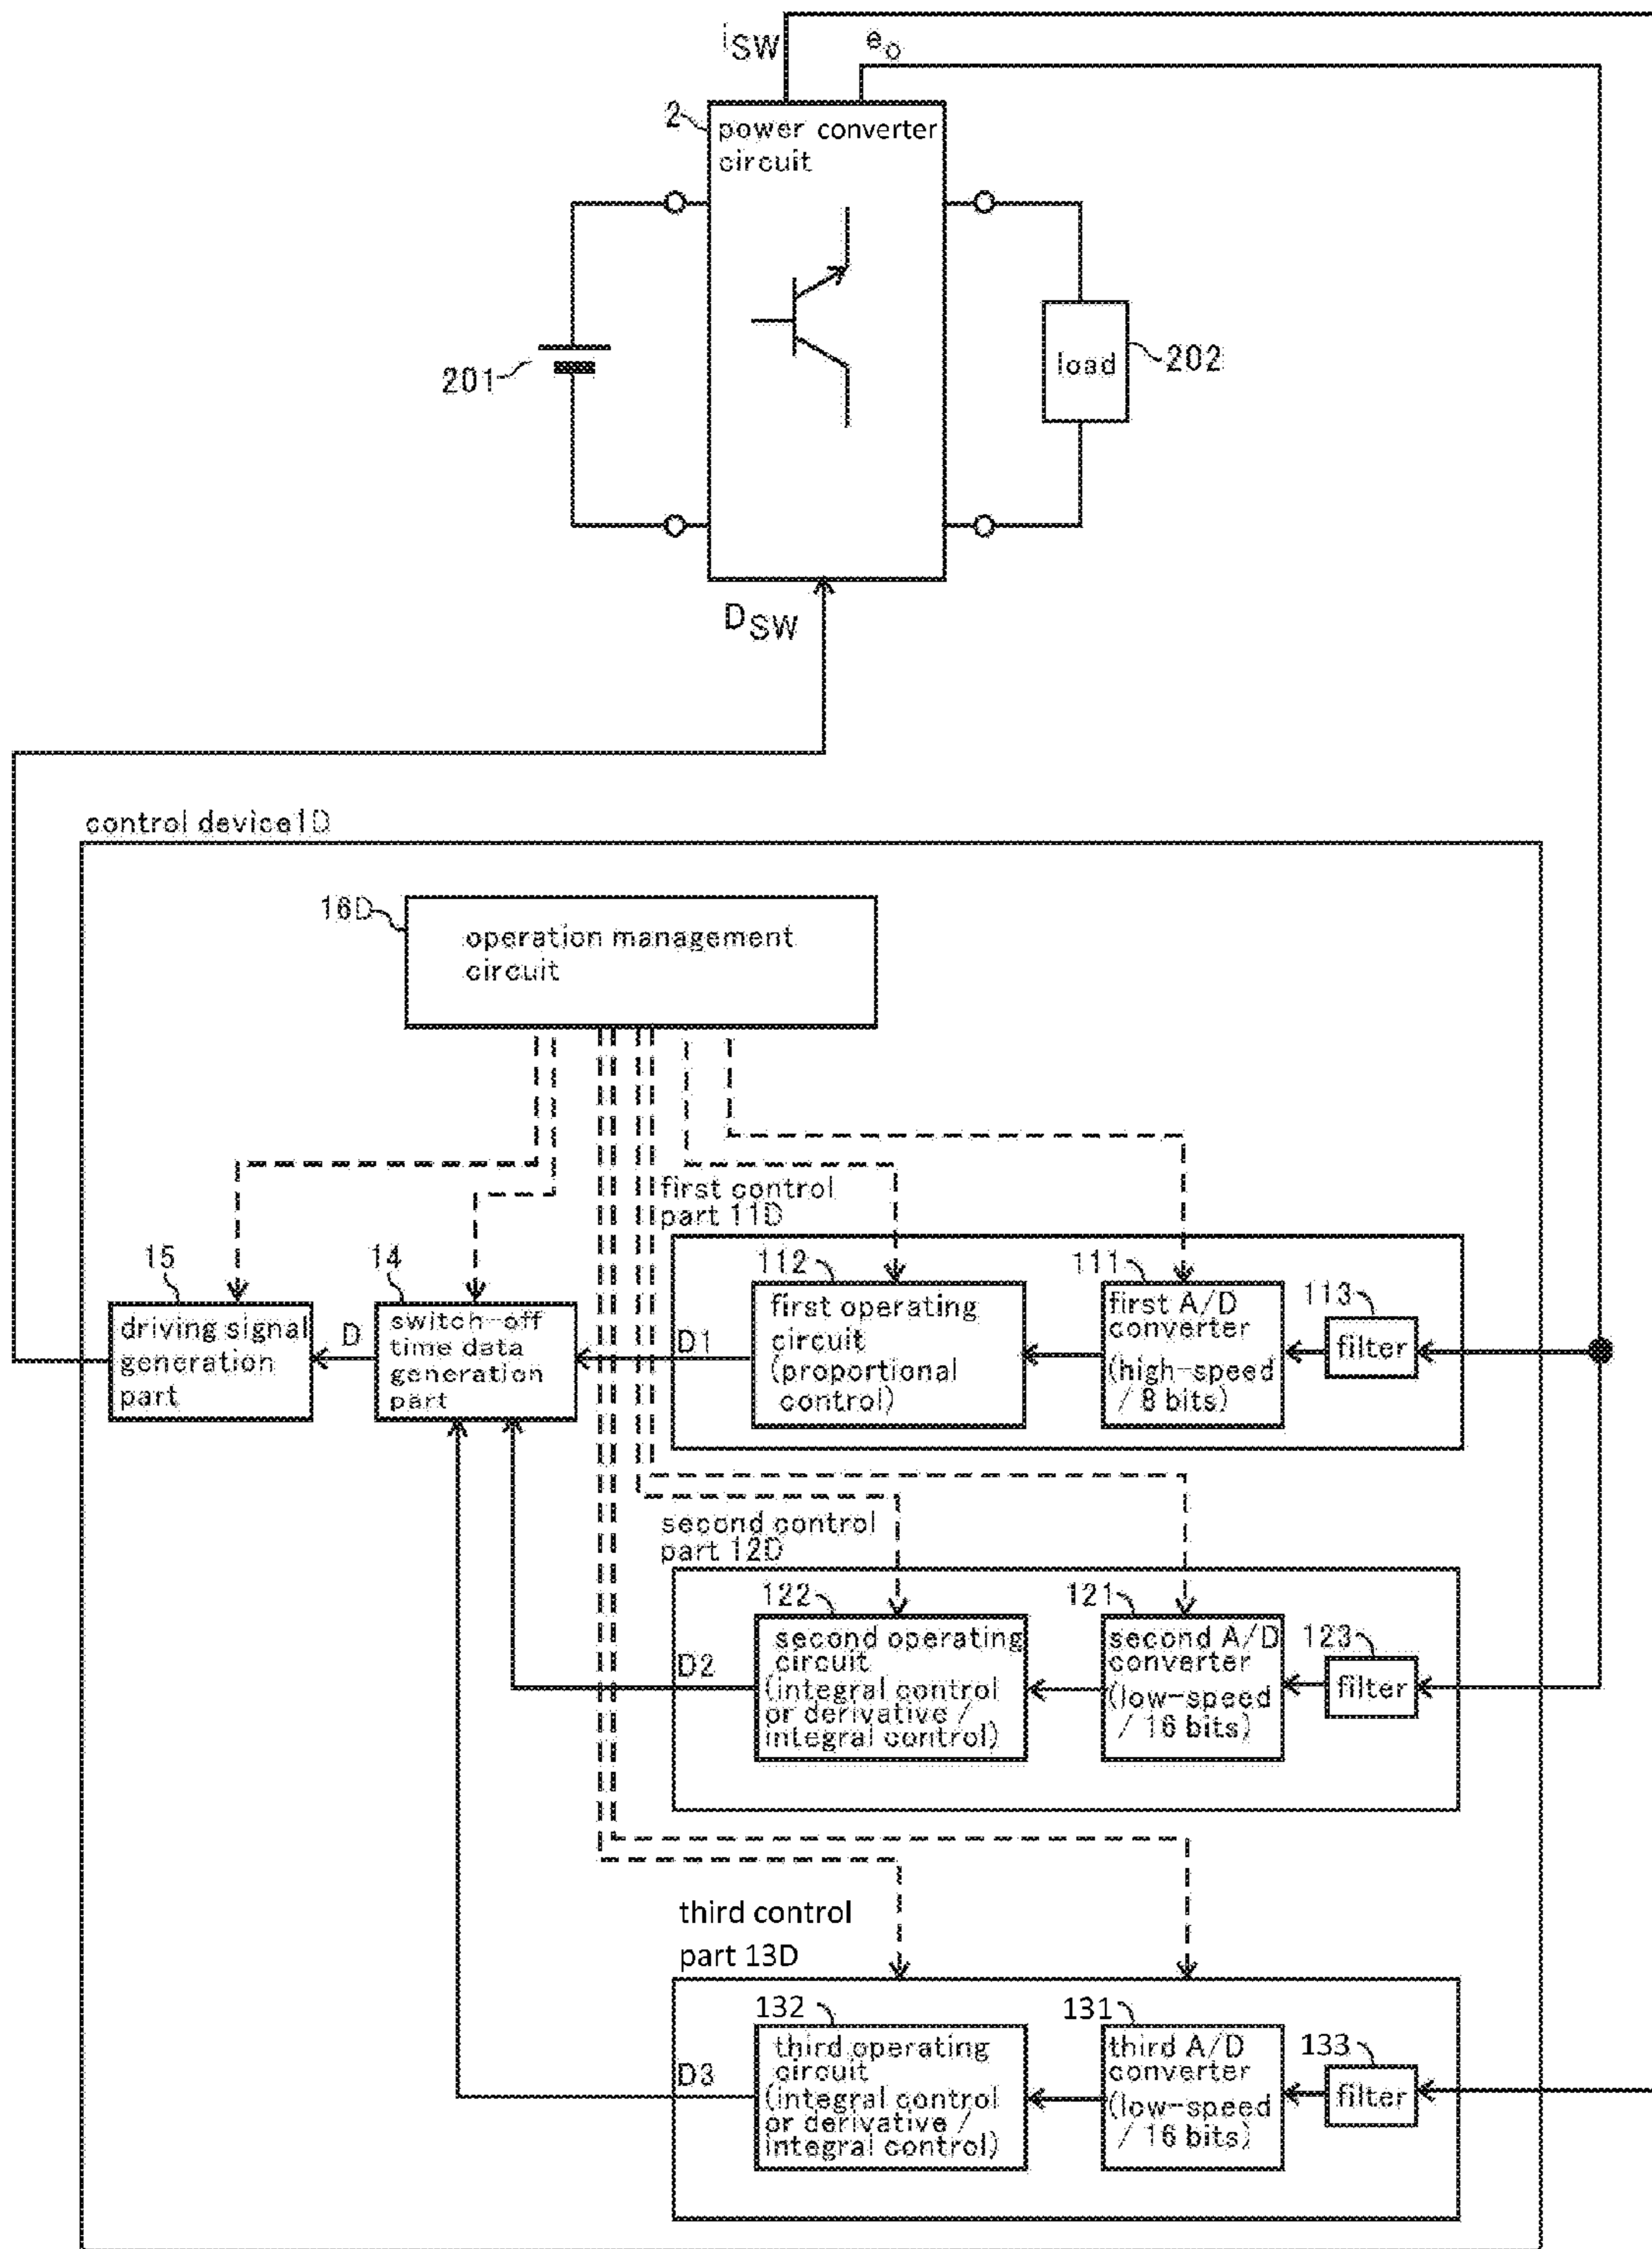 iSW
eo
2
power converter
circuit
201
load
202
DSW
control device1D
16D
operation management
circuit
first control
part 11D
15
14
112
111
113
driving signal
generation
part
D
switch-off
time data
generation
part
D1
first operating
circuit
(proportional
control)
first A/D
converter
(high-speed
/ 8 bits)
filter
second control
part 12D
122
121
123
D2
second operating
circuit
(integral control
or derivative /
integral control)
second A/D
converter
(low-speed
/ 16 bits)
filter
third control
part 13D
132
131
133
D3
third operating
circuit
(integral control
or derivative /
integral control)
third A/D
converter
(low-speed
/ 16 bits)
filter